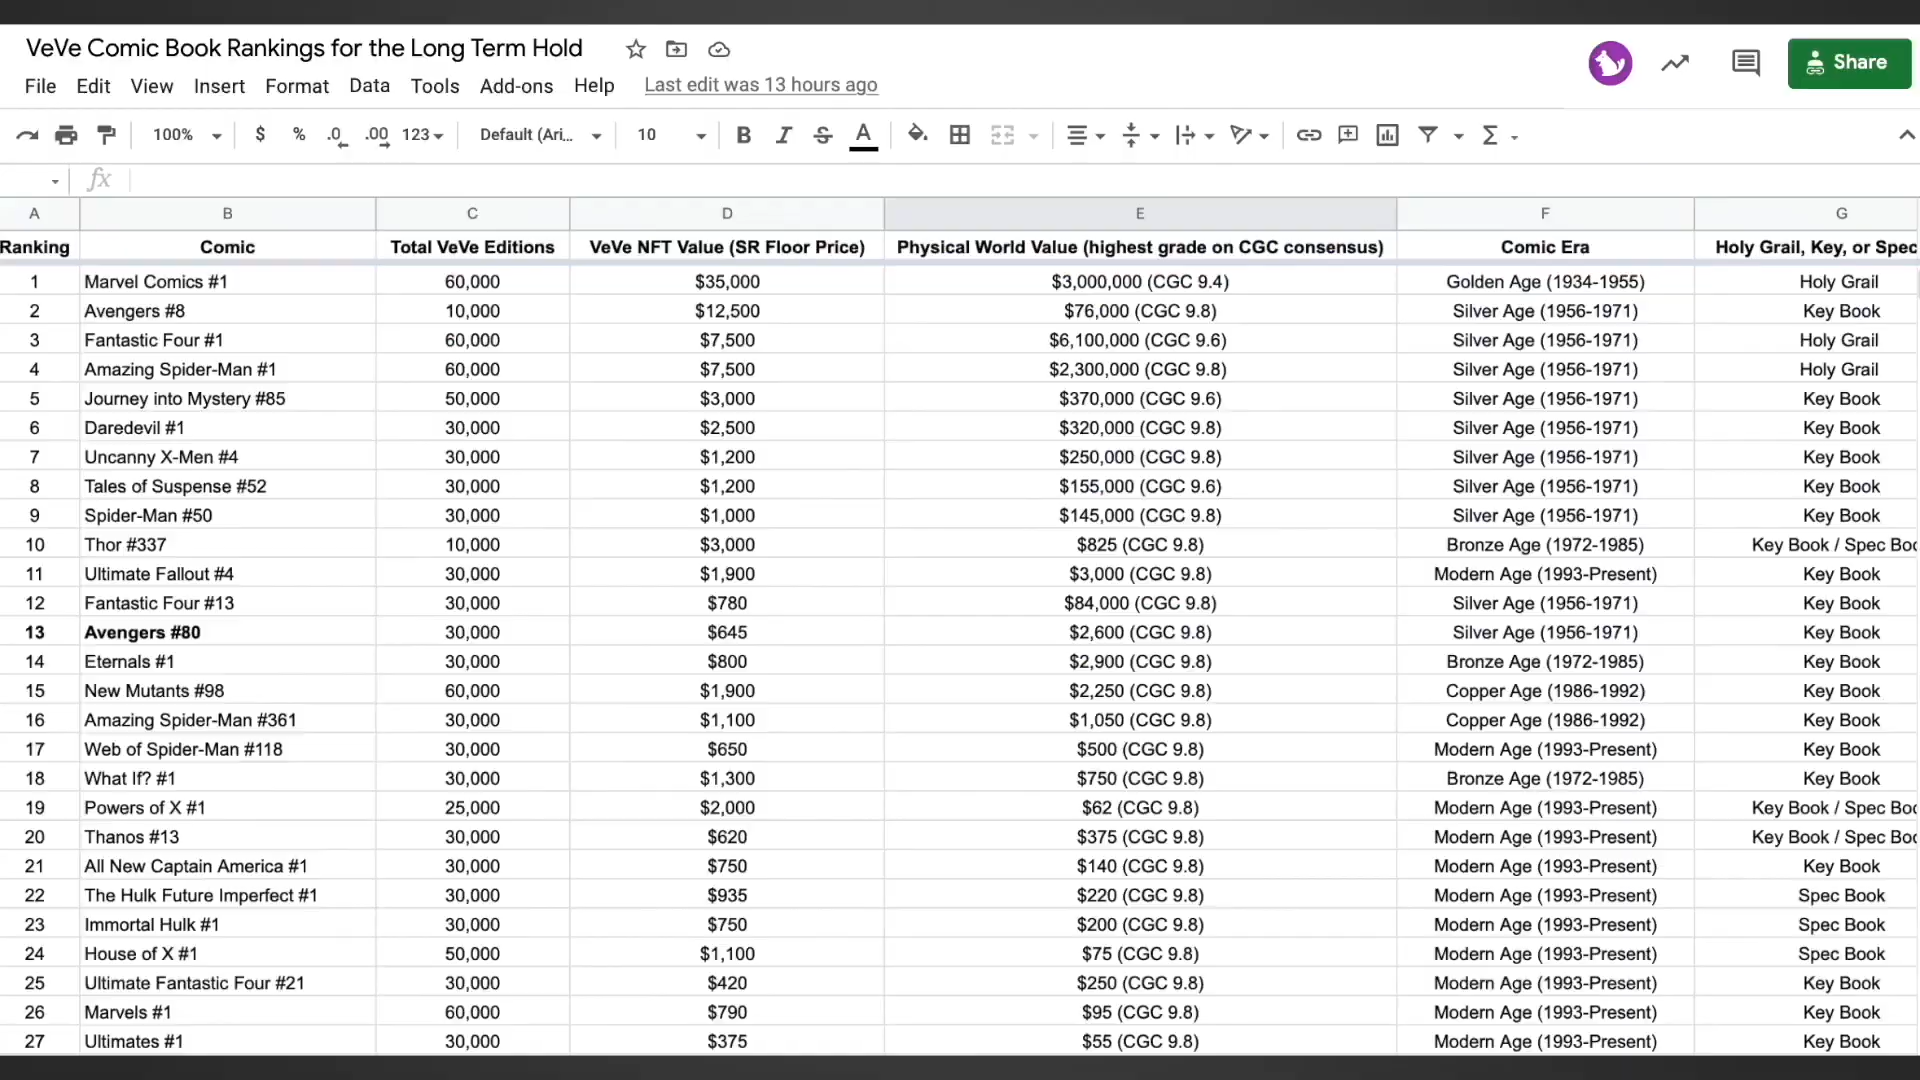 VeVe Comic Book Rankings for the Long Term Hold
Share
File Edit View Insert Format Data Tools Add-ons Help Last edit was 13 hours ago
100% $ % .0 .00 123 Default (Ari... 10 B I S A Σ
fx
A B C D E F G
Ranking Comic Total VeVe Editions VeVe NFT Value (SR Floor Price) Physical World Value (highest grade on CGC consensus) Comic Era Holy Grail, Key, or Spec
1 Marvel Comics #1 60,000 $35,000 $3,000,000 (CGC 9.4) Golden Age (1934-1955) Holy Grail
2 Avengers #8 10,000 $12,500 $76,000 (CGC 9.8) Silver Age (1956-1971) Key Book
3 Fantastic Four #1 60,000 $7,500 $6,100,000 (CGC 9.6) Silver Age (1956-1971) Holy Grail
4 Amazing Spider-Man #1 60,000 $7,500 $2,300,000 (CGC 9.8) Silver Age (1956-1971) Holy Grail
5 Journey into Mystery #85 50,000 $3,000 $370,000 (CGC 9.6) Silver Age (1956-1971) Key Book
6 Daredevil #1 30,000 $2,500 $320,000 (CGC 9.8) Silver Age (1956-1971) Key Book
7 Uncanny X-Men #4 30,000 $1,200 $250,000 (CGC 9.8) Silver Age (1956-1971) Key Book
8 Tales of Suspense #52 30,000 $1,200 $155,000 (CGC 9.6) Silver Age (1956-1971) Key Book
9 Spider-Man #50 30,000 $1,000 $145,000 (CGC 9.8) Silver Age (1956-1971) Key Book
10 Thor #337 10,000 $3,000 $825 (CGC 9.8) Bronze Age (1972-1985) Key Book / Spec Boo
11 Ultimate Fallout #4 30,000 $1,900 $3,000 (CGC 9.8) Modern Age (1993-Present) Key Book
12 Fantastic Four #13 30,000 $780 $84,000 (CGC 9.8) Silver Age (1956-1971) Key Book
13 Avengers #80 30,000 $645 $2,600 (CGC 9.8) Silver Age (1956-1971) Key Book
14 Eternals #1 30,000 $800 $2,900 (CGC 9.8) Bronze Age (1972-1985) Key Book
15 New Mutants #98 60,000 $1,900 $2,250 (CGC 9.8) Copper Age (1986-1992) Key Book
16 Amazing Spider-Man #361 30,000 $1,100 $1,050 (CGC 9.8) Copper Age (1986-1992) Key Book
17 Web of Spider-Man #118 30,000 $650 $500 (CGC 9.8) Modern Age (1993-Present) Key Book
18 What If? #1 30,000 $1,300 $750 (CGC 9.8) Bronze Age (1972-1985) Key Book
19 Powers of X #1 25,000 $2,000 $62 (CGC 9.8) Modern Age (1993-Present) Key Book / Spec Boo
20 Thanos #13 30,000 $620 $375 (CGC 9.8) Modern Age (1993-Present) Key Book / Spec Boo
21 All New Captain America #1 30,000 $750 $140 (CGC 9.8) Modern Age (1993-Present) Key Book
22 The Hulk Future Imperfect #1 30,000 $935 $220 (CGC 9.8) Modern Age (1993-Present) Spec Book
23 Immortal Hulk #1 30,000 $750 $200 (CGC 9.8) Modern Age (1993-Present) Spec Book
24 House of X #1 50,000 $1,100 $75 (CGC 9.8) Modern Age (1993-Present) Spec Book
25 Ultimate Fantastic Four #21 30,000 $420 $250 (CGC 9.8) Modern Age (1993-Present) Key Book
26 Marvels #1 60,000 $790 $95 (CGC 9.8) Modern Age (1993-Present) Key Book
27 Ultimates #1 30,000 $375 $55 (CGC 9.8) Modern Age (1993-Present) Key Book